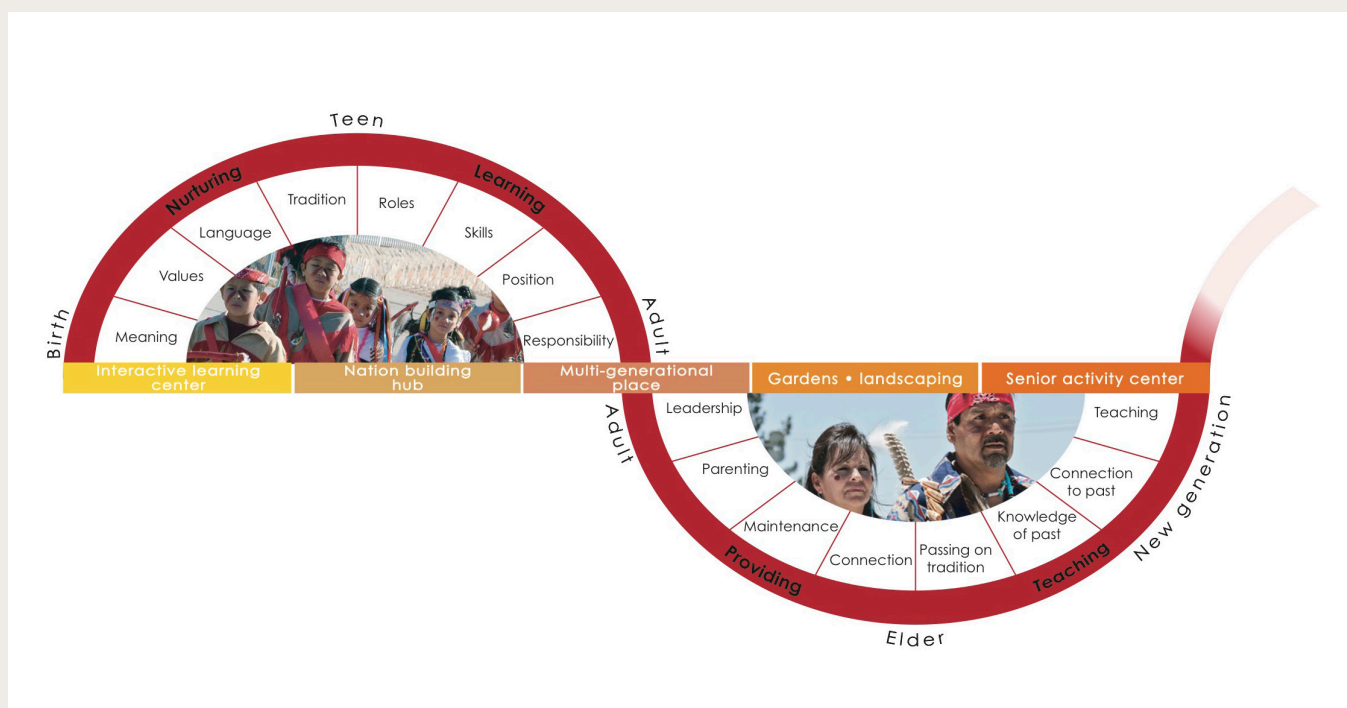 Teen
Nurturing
Learning
Birth
Adult
Meaning
Values
Language
Tradition
Roles
Skills
Position
Responsibility
Interactive learning
center
Nation building
hub
Multi-generational
place
Gardens • landscaping
Senior activity center
Adult
Leadership
Parenting
Maintenance
Connection
Passing on
tradition
Knowledge
of past
Connection
to past
Teaching
Providing
Teaching
Elder
New generation